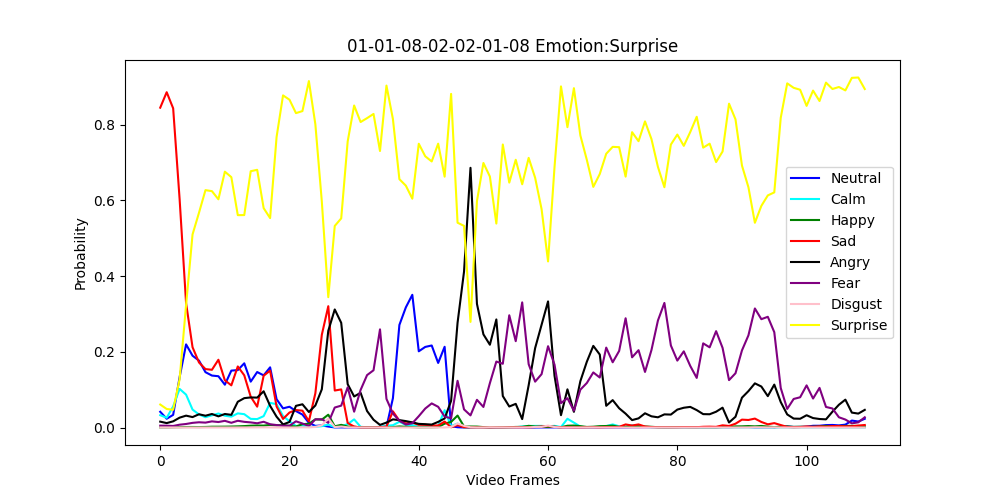 01-01-08-02-02-01-08 Emotion:Surprise
Probability
0.8
0.6
0.4
0.2
0.0
0 20 40 60 80 100
Video Frames
Neutral
Calm
Happy
Sad
Angry
Fear
Disgust
Surprise